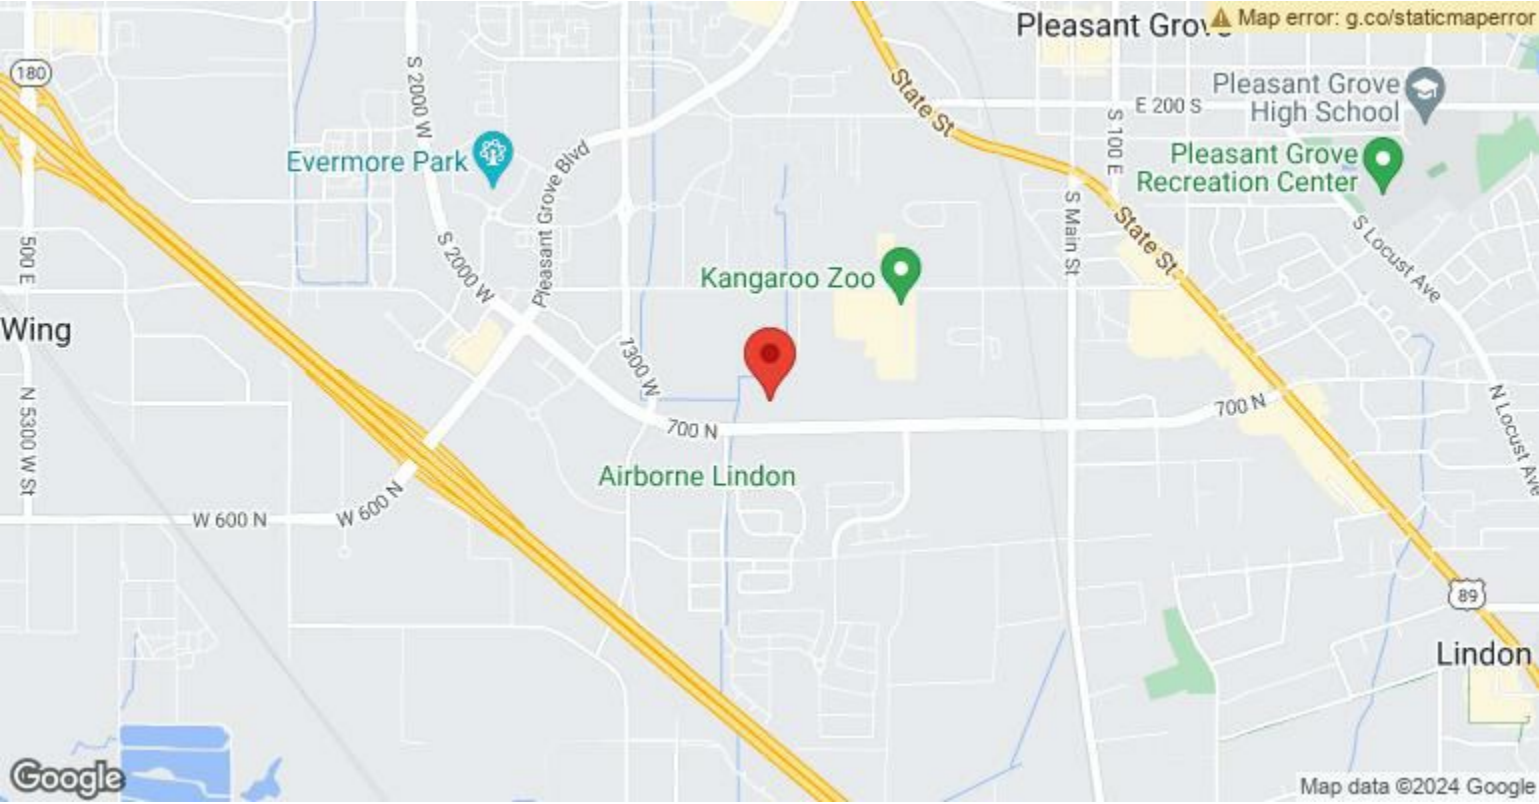 Pleasant Grove
Map error: g.co/staticmaperror
180
S 2000 W
State St
E 200 S
Pleasant Grove
High School
S 100 E
Evermore Park
Pleasant Grove Blvd
Pleasant Grove
Recreation Center
S Main St
State St
S Locust Ave
500 E
S 2000 W
Kangaroo Zoo
Wing
1300 W
N 5300 W St
700 N
700 N
N Locust Ave
Airborne Lindon
W 600 N
W 600 N
89
Lindon
Google
Map data ©2024 Google